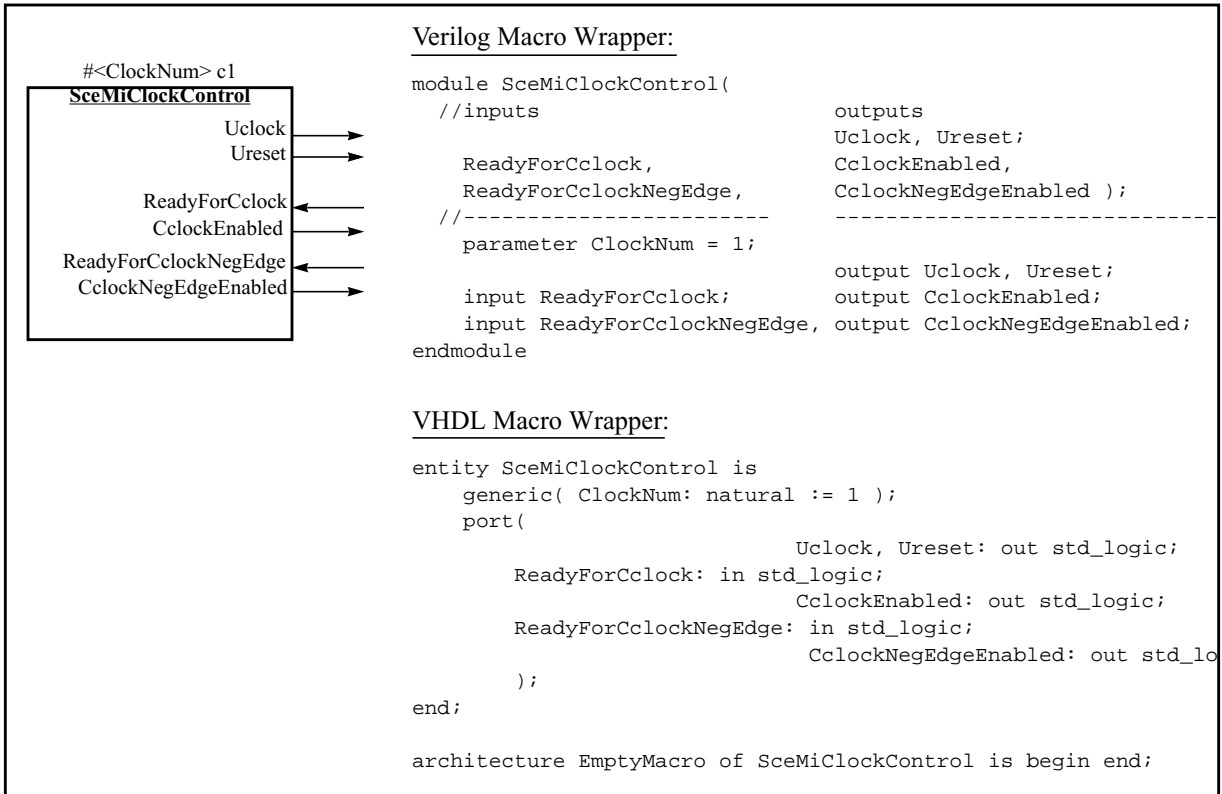 #<ClockNum> c1
SceMiClockControl
Uclock
Ureset
ReadyForCclock
CclockEnabled
ReadyForCclockNegEdge
CclockNegEdgeEnabled
Verilog Macro Wrapper:
module SceMiClockControl(
//inputs outputs
Uclock, Ureset;
ReadyForCclock, CclockEnabled,
ReadyForCclockNegEdge, CclockNegEdgeEnabled );
//------------------------ ------------------------------
parameter ClockNum = 1;
output Uclock, Ureset;
input ReadyForCclock; output CclockEnabled;
input ReadyForCclockNegEdge, output CclockNegEdgeEnabled;
endmodule
VHDL Macro Wrapper:
entity SceMiClockControl is
generic( ClockNum: natural := 1 );
port(
Uclock, Ureset: out std_logic;
ReadyForCclock: in std_logic;
CclockEnabled: out std_logic;
ReadyForCclockNegEdge: in std_logic;
CclockNegEdgeEnabled: out std_lo
);
end;
architecture EmptyMacro of SceMiClockControl is begin end;